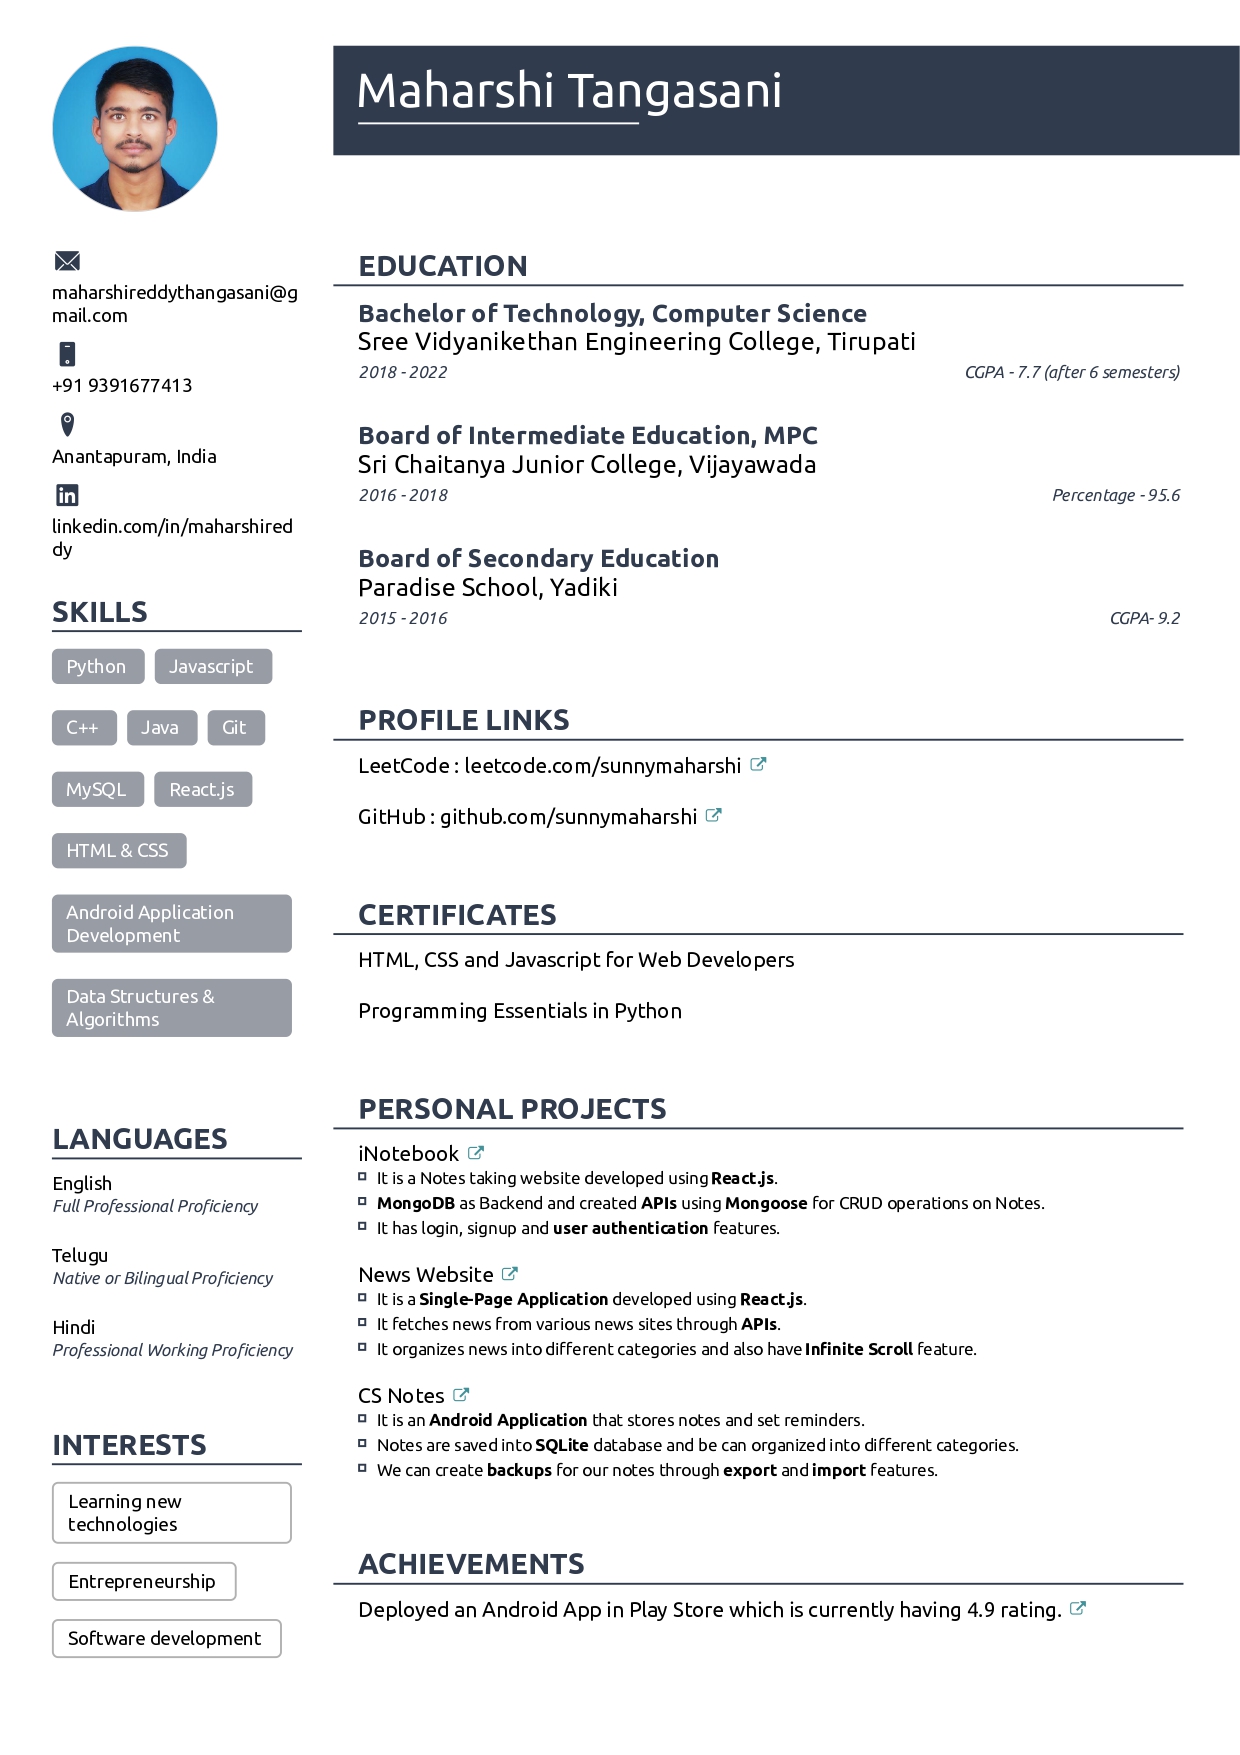 Maharshi Tangasani
maharshireddythangasani@g
mail.com
+91 9391677413
Anantapuram, India
linkedin.com/in/maharshired
dy
SKILLS
Python Javascript
C++ Java Git
MySQL React.js
HTML & CSS
Android Application
Development
Data Structures &
Algorithms
LANGUAGES
English
Full Professional Proficiency
Telugu
Native or Bilingual Proficiency
Hindi
Professional Working Proficiency
INTERESTS
Learning new
technologies
Entrepreneurship
Software development
EDUCATION
Bachelor of Technology, Computer Science
Sree Vidyanikethan Engineering College, Tirupati
2018 - 2022 CGPA - 7.7 (after 6 semesters)
Board of Intermediate Education, MPC
Sri Chaitanya Junior College, Vijayawada
2016 - 2018 Percentage - 95.6
Board of Secondary Education
Paradise School, Yadiki
2015 - 2016 CGPA- 9.2
PROFILE LINKS
LeetCode : leetcode.com/sunnymaharshi
GitHub : github.com/sunnymaharshi
CERTIFICATES
HTML, CSS and Javascript for Web Developers
Programming Essentials in Python
PERSONAL PROJECTS
iNotebook
It is a Notes taking website developed using React.js.
MongoDB as Backend and created APIs using Mongoose for CRUD operations on Notes.
It has login, signup and user authentication features.
News Website
It is a Single-Page Application developed using React.js.
It fetches news from various news sites through APIs.
It organizes news into different categories and also have Infinite Scroll feature.
CS Notes
It is an Android Application that stores notes and set reminders.
Notes are saved into SQLite database and be can organized into different categories.
We can create backups for our notes through export and import features.
ACHIEVEMENTS
Deployed an Android App in Play Store which is currently having 4.9 rating.